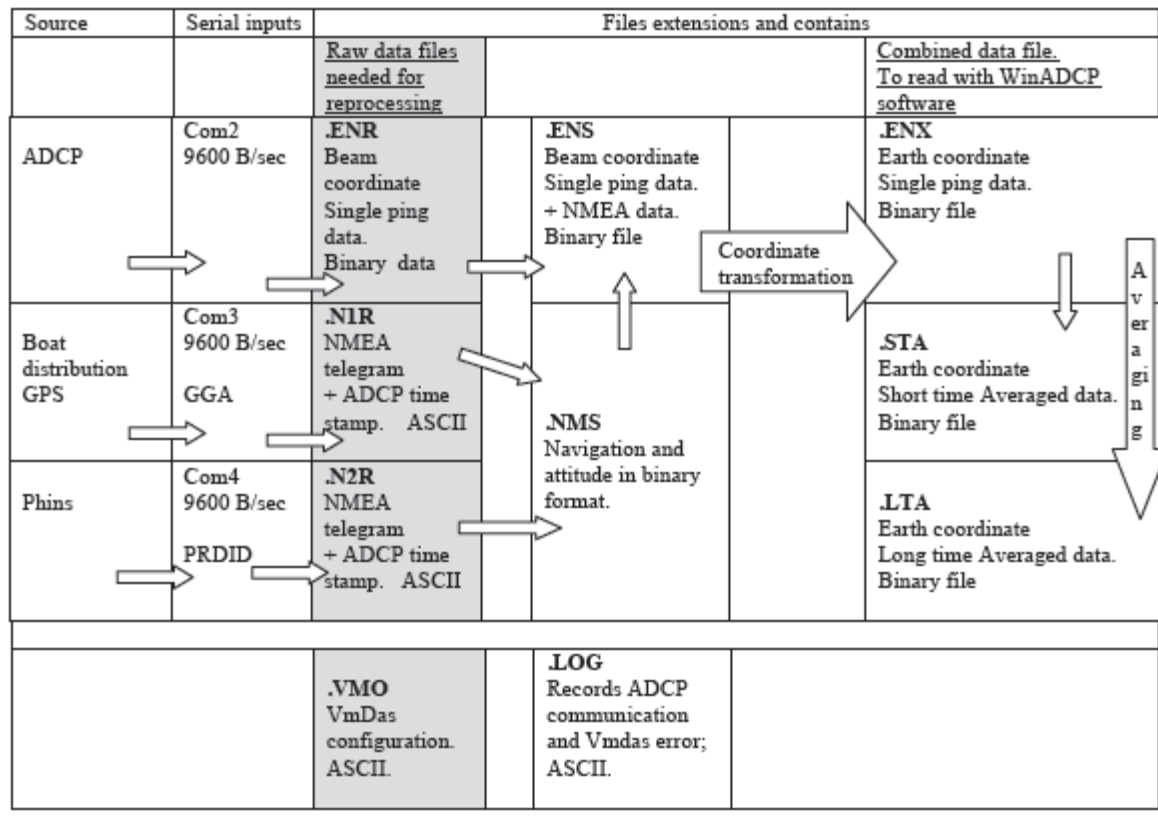 Source
Serial inputs
Files extensions and contains
Raw data files
needed for
reprocessing
Combined data file.
To read with WinADCP
software
ADCP
Com2
9600 B/sec
.ENR
Beam
coordinate
Single ping
data.
Binary data
.ENS
Beam coordinate
Single ping data.
+ NMEA data.
Binary file
Coordinate
transformation
.ENX
Earth coordinate
Single ping data.
Binary file
A
v
er
a
gi
n
g
Boat
distribution
GPS
Com3
9600 B/sec
GGA
.N1R
NMEA
telegram
+ ADCP time
stamp. ASCII
.NMS
Navigation and
attitude in binary
format.
.STA
Earth coordinate
Short time Averaged data.
Binary file
Phins
Com4
9600 B/sec
PRDID
.N2R
NMEA
telegram
+ ADCP time
stamp. ASCII
.LTA
Earth coordinate
Long time Averaged data.
Binary file
.VMO
VmDas
configuration.
ASCII.
.LOG
Records ADCP
communication
and Vmdas error;
ASCII.